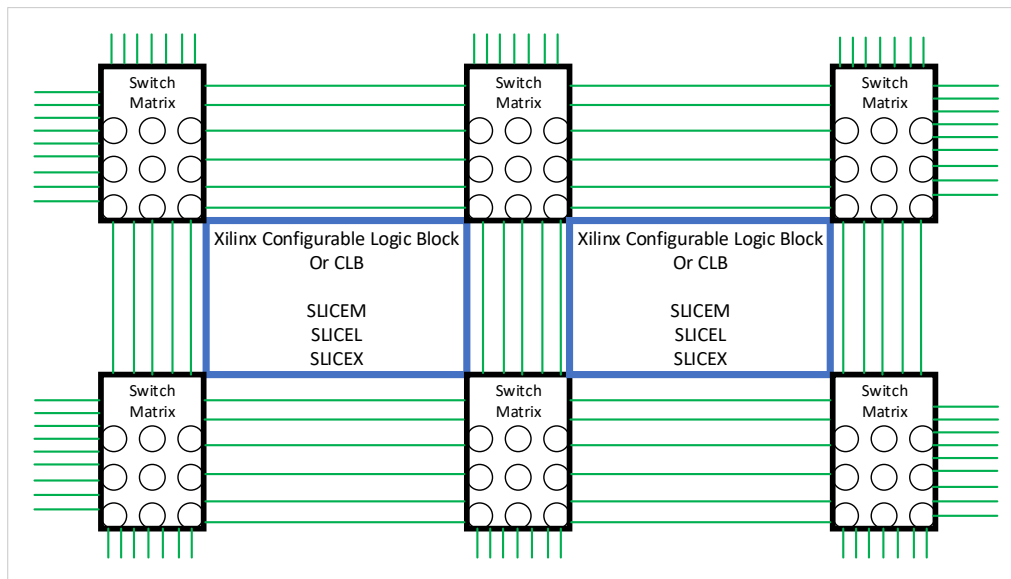 Switch
Matrix
Switch
Matrix
Switch
Matrix
Xilinx Configurable Logic Block
Or CLB
SLICEM
SLICEL
SLICEX
Xilinx Configurable Logic Block
Or CLB
SLICEM
SLICEL
SLICEX
Switch
Matrix
Switch
Matrix
Switch
Matrix